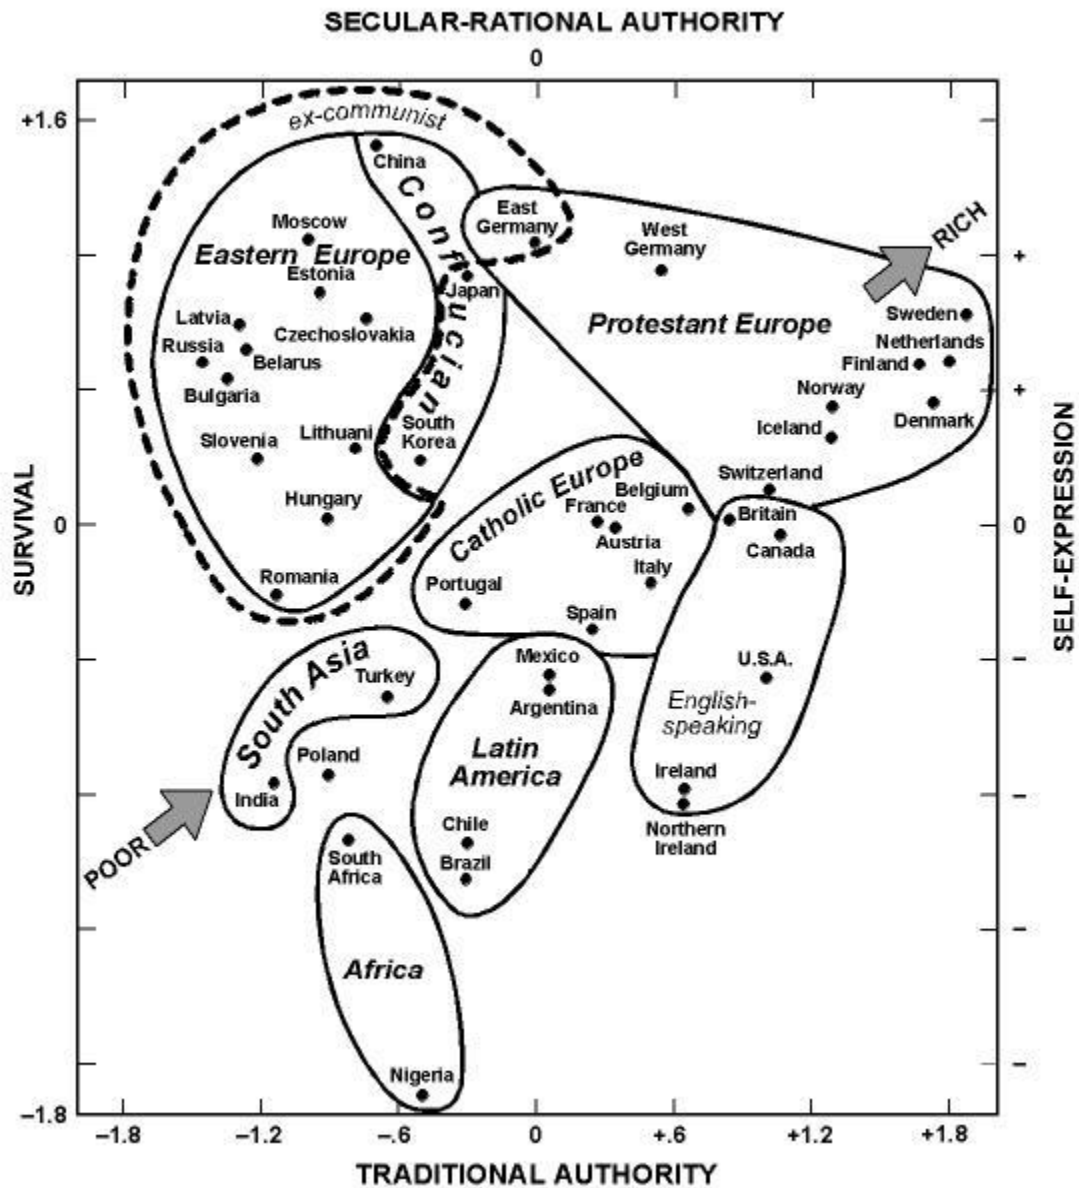 SECULAR-RATIONAL AUTHORITY
0
+1.6
ex-communist
China
Confucian
East
Germany
West
Germany
RICH
Moscow
Eastern Europe
Estonia
+
Japan
Latvia
Czechoslovakia
Protestant Europe
Sweden
Russia
Belarus
Netherlands
Finland
Bulgaria
Norway
+
Denmark
Slovenia
Lithuani
South
Korea
Iceland
Switzerland
Catholic Europe
Belgium
Hungary
France
Britain
0
0
Austria
Canada
SURVIVAL
SELF-EXPRESSION
Romania
Portugal
Italy
Spain
South Asia
Turkey
Mexico
U.S.A.
–
Argentina
English-
speaking
Latin
America
Poland
Ireland
India
–
POOR
Chile
Northern
Ireland
South
Africa
Brazil
–
Africa
–
Nigeria
–1.8
–1.8
–1.2
–.6
0
+.6
+1.2
+1.8
TRADITIONAL AUTHORITY